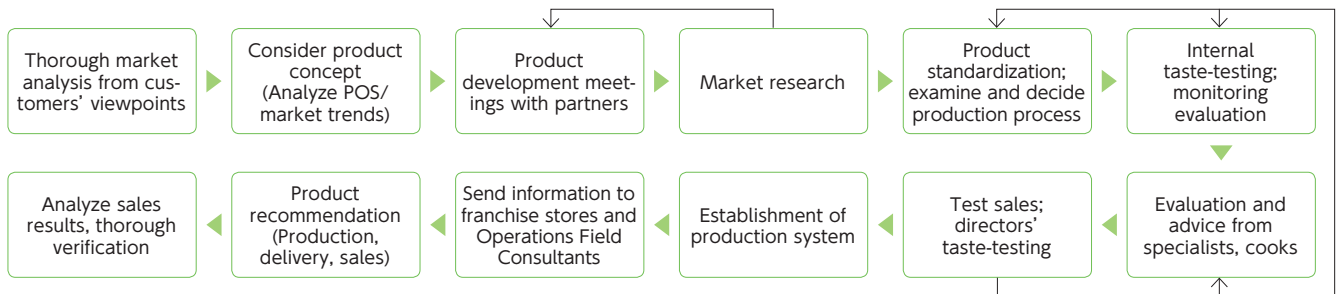 Thorough market
analysis from cus-
tomers' viewpoints
Consider product
concept
(Analyze POS/
market trends)
Product
development meet-
ings with partners
Market research
Product
standardization;
examine and decide
production process
Internal
taste-testing;
monitoring
evaluation
Evaluation and
advice from
specialists, cooks
Test sales;
directors'
taste-testing
Establishment of
production system
Send information to
franchise stores and
Operations Field
Consultants
Product
recommendation
(Production,
delivery, sales)
Analyze sales
results, thorough
verification